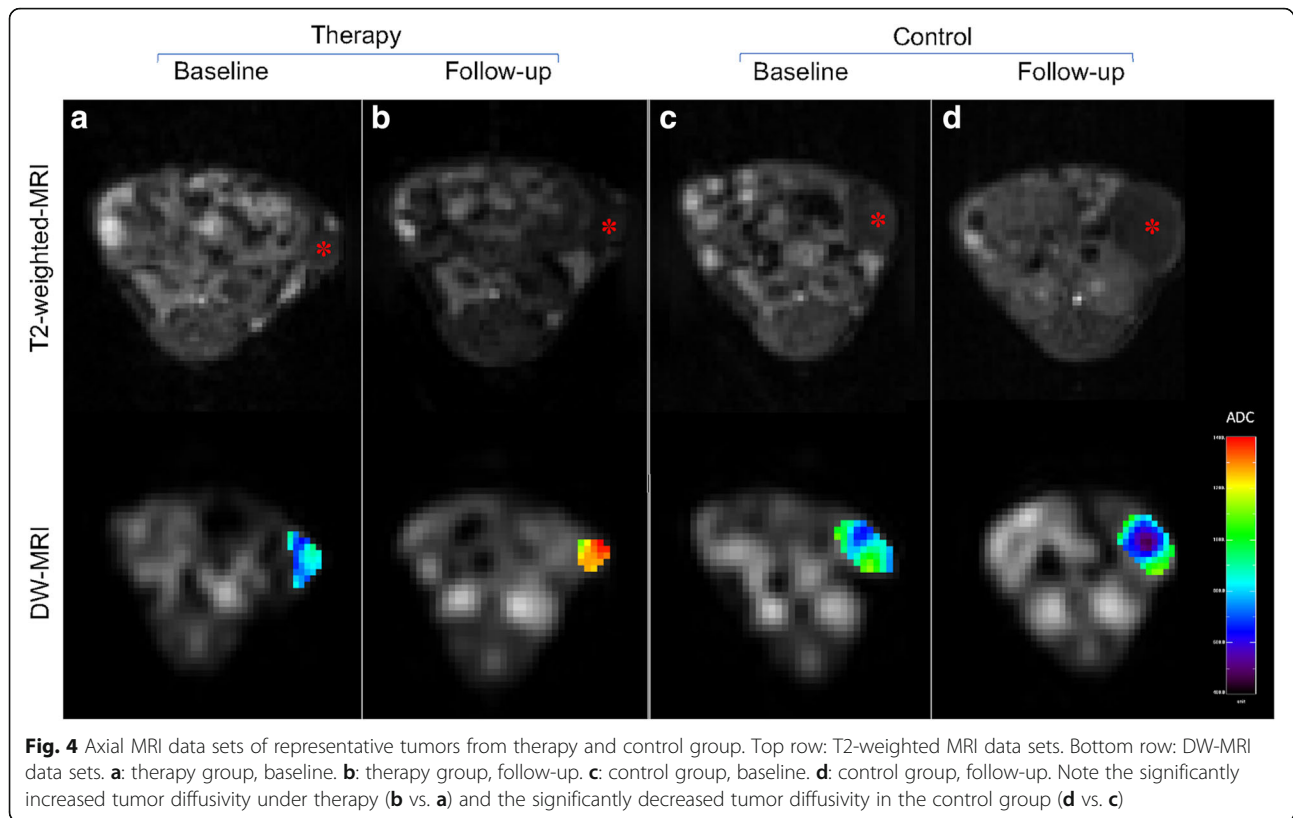 Therapy
Control
Baseline
Follow-up
Baseline
Follow-up
a
b
c
d
T2-weighted-MRI
*
*
*
*
DW-MRI
ADC
Fig. 4 Axial MRI data sets of representative tumors from therapy and control group. Top row: T2-weighted MRI data sets. Bottom row: DW-MRI
data sets. a: therapy group, baseline. b: therapy group, follow-up. c: control group, baseline. d: control group, follow-up. Note the significantly
increased tumor diffusivity under therapy (b vs. a) and the significantly decreased tumor diffusivity in the control group (d vs. c)